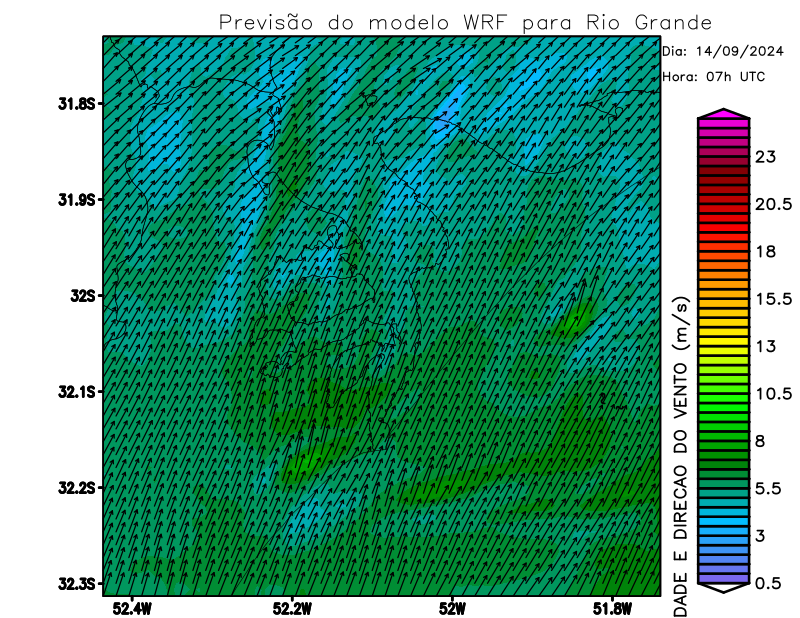 Previsão do modelo WRF para Rio Grande
Dia: 14/09/2024
Hora: 07h UTC
31.8S
31.9S
32S
32.1S
32.2S
32.3S
52.4W
52.2W
52W
51.8W
23
20.5
18
15.5
13
10.5
8
5.5
3
0.5
DADE E DIRECAO DO VENTO (m/s)